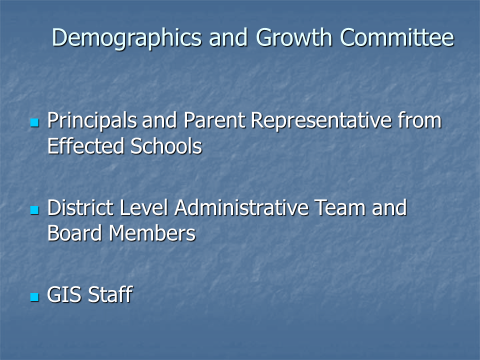 Demographics and Growth Committee
Principals and Parent Representative from
Effected Schools
District Level Administrative Team and
Board Members
GIS Staff